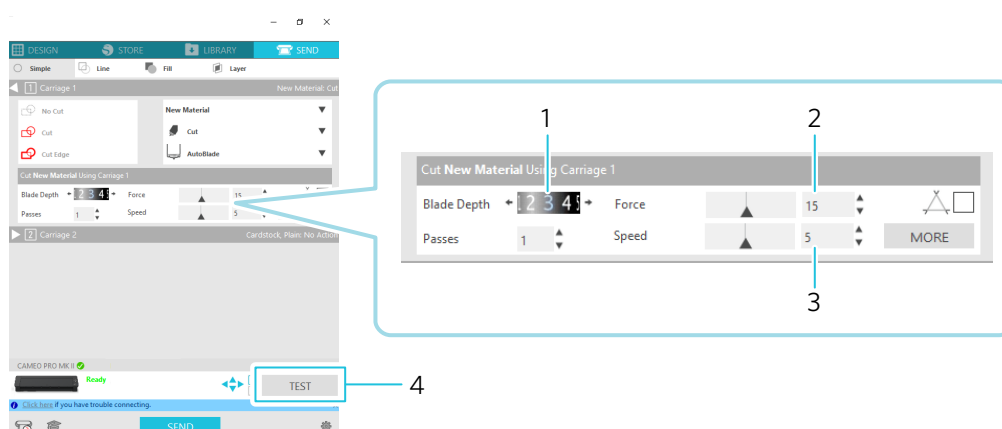 DESIGN STORE LIBRARY SEND
Simple Line Fill Layer
1 Carriage 1 New Material: Cut
No Cut New Material
Cut Cut
Cut Edge AutoBlade
Cut New Material Using Carriage 1
Blade Depth 2 3 4 Force 15
Passes 1 Speed 5
2 Carriage 2 Cardstock, Plain: No Action
CAMEO PRO MK II
Ready
TEST
Click here if you have trouble connecting.
SEND
1 2
Cut New Material Using Carriage 1
Blade Depth 2 3 4 Force 15
Passes 1 Speed 5 MORE
3
4